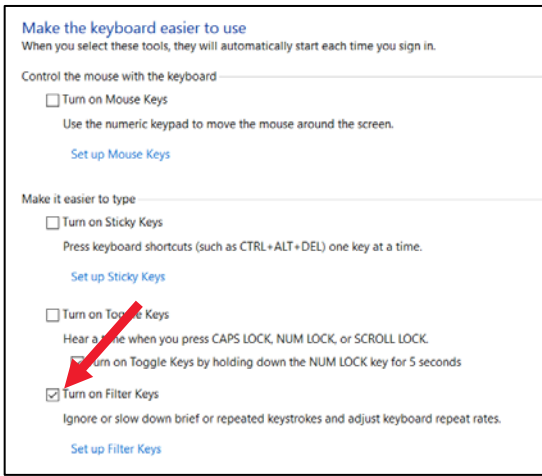 Make the keyboard easier to use
When you select these tools, they will automatically start each time you sign in.
Control the mouse with the keyboard
Turn on Mouse Keys
Use the numeric keypad to move the mouse around the screen.
Set up Mouse Keys
Make it easier to type
Turn on Sticky Keys
Press keyboard shortcuts (such as CTRL+ALT+DEL) one key at a time.
Set up Sticky Keys
Turn on Toggle Keys
Hear a tone when you press CAPS LOCK, NUM LOCK, or SCROLL LOCK.
Turn on Toggle Keys by holding down the NUM LOCK key for 5 seconds
Turn on Filter Keys
Ignore or slow down brief or repeated keystrokes and adjust keyboard repeat rates.
Set up Filter Keys